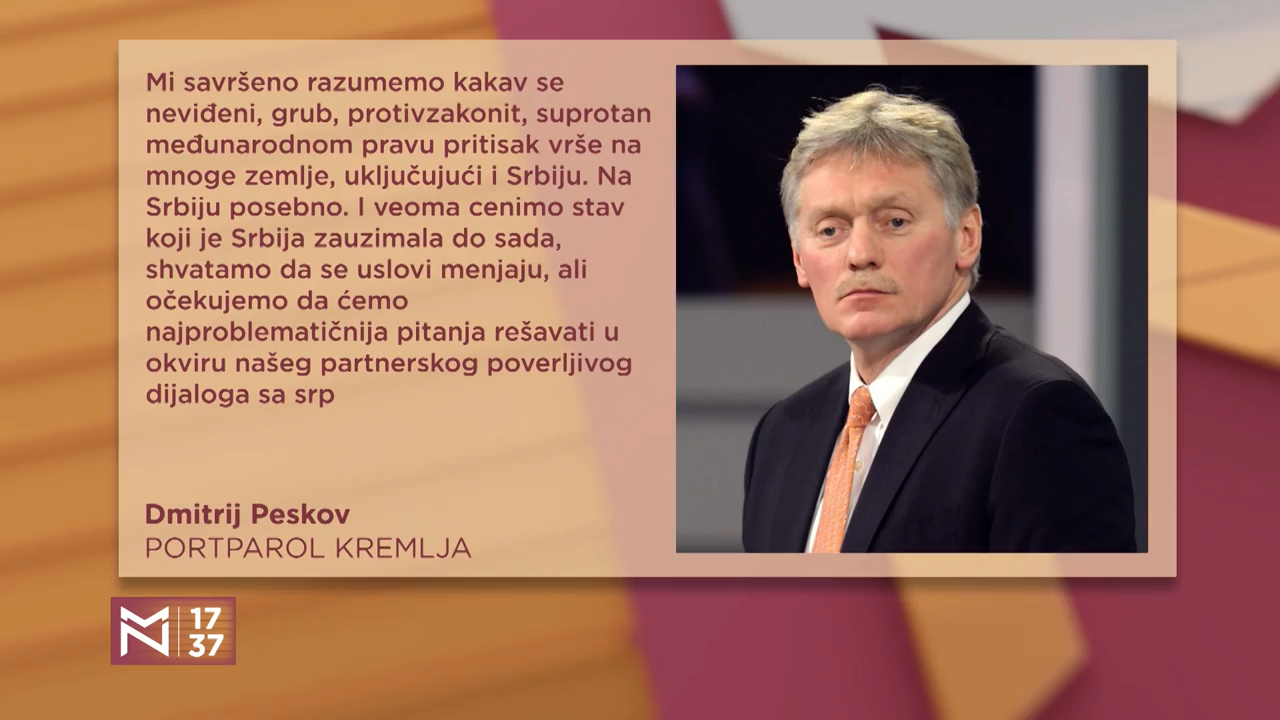 Mi savršeno razumemo kakav se
neviđeni, grub, protivzakonit, suprotan
međunarodnom pravu pritisak vrše na
mnoge zemlje, uključujući i Srbiju. Na
Srbiju posebno. I veoma cenimo stav
koji je Srbija zauzimala do sada,
shvatamo da se uslovi menjaju, ali
očekujemo da ćemo
najproblematičnija pitanja rešavati u
okviru našeg partnerskog poverljivog
dijaloga sa srp
Dmitrij Peskov
PORTPAROL KREMLJA
17
37